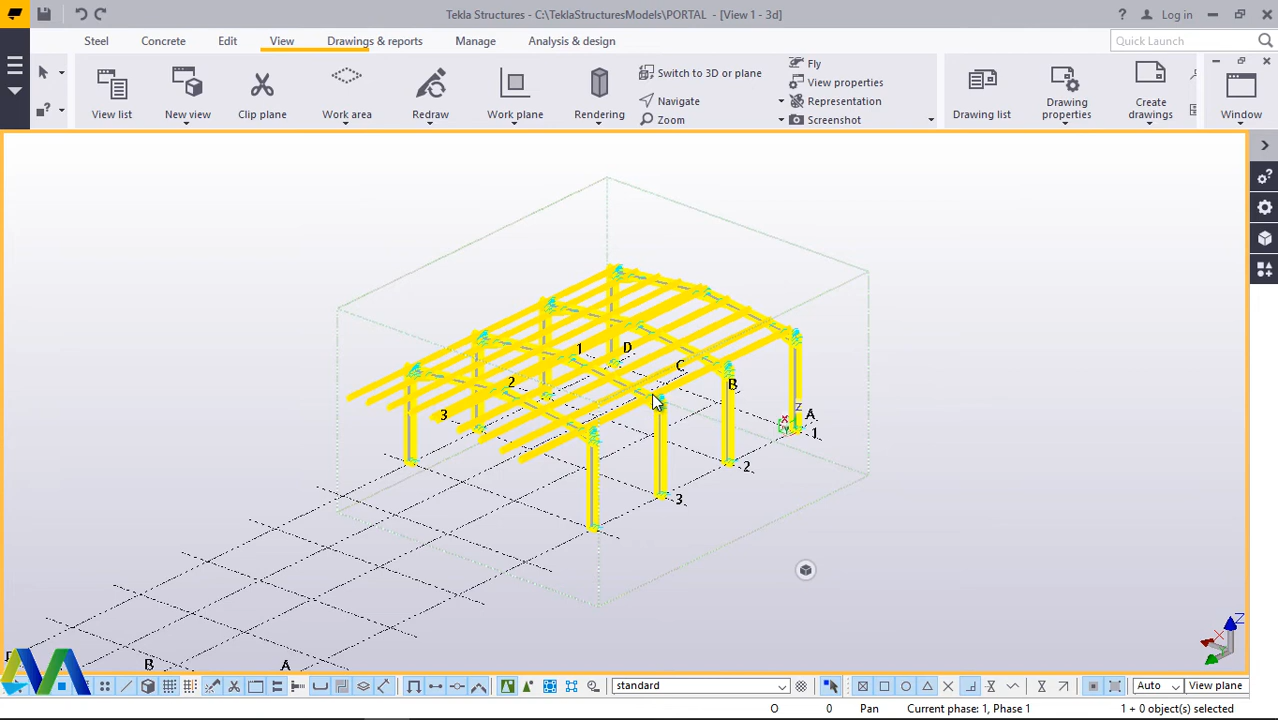 Tekla Structures - C:\TeklaStructuresModels\PORTAL - [View 1 - 3d]
Log in
Steel Concrete Edit View Drawings & reports Manage Analysis & design
Quick Launch
View list
New view
Clip plane
Work area
Redraw
Work plane
Rendering
Switch to 3D or plane
Navigate
Zoom
Fly
View properties
Representation
Screenshot
Drawing list
Drawing properties
Create drawings
Window
1 D
2 C
3 B
Z
A
1
2
3
B A
Z
standard
Auto
View plane
O 0 Pan Current phase: 1, Phase 1 1 + 0 object(s) selected